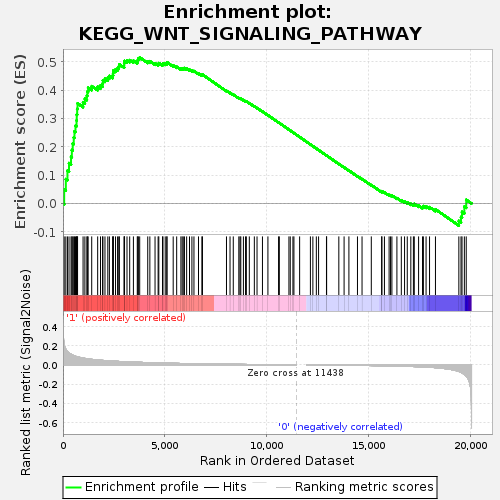 Enrichment plot:
KEGG_WNT_SIGNALING_PATHWAY
Enrichment score (ES)
0.5
0.4
0.3
0.2
0.1
0.0
-0.1
'1' (positively correlated)
Ranked list metric (Signal2Noise)
0.4
0.2
0.0
-0.2
-0.4
-0.6
Zero cross at 11438
'0' (negatively correlated)
0
5,000
10,000
15,000
20,000
Rank in Ordered Dataset
Enrichment profile
Hits
Ranking metric scores